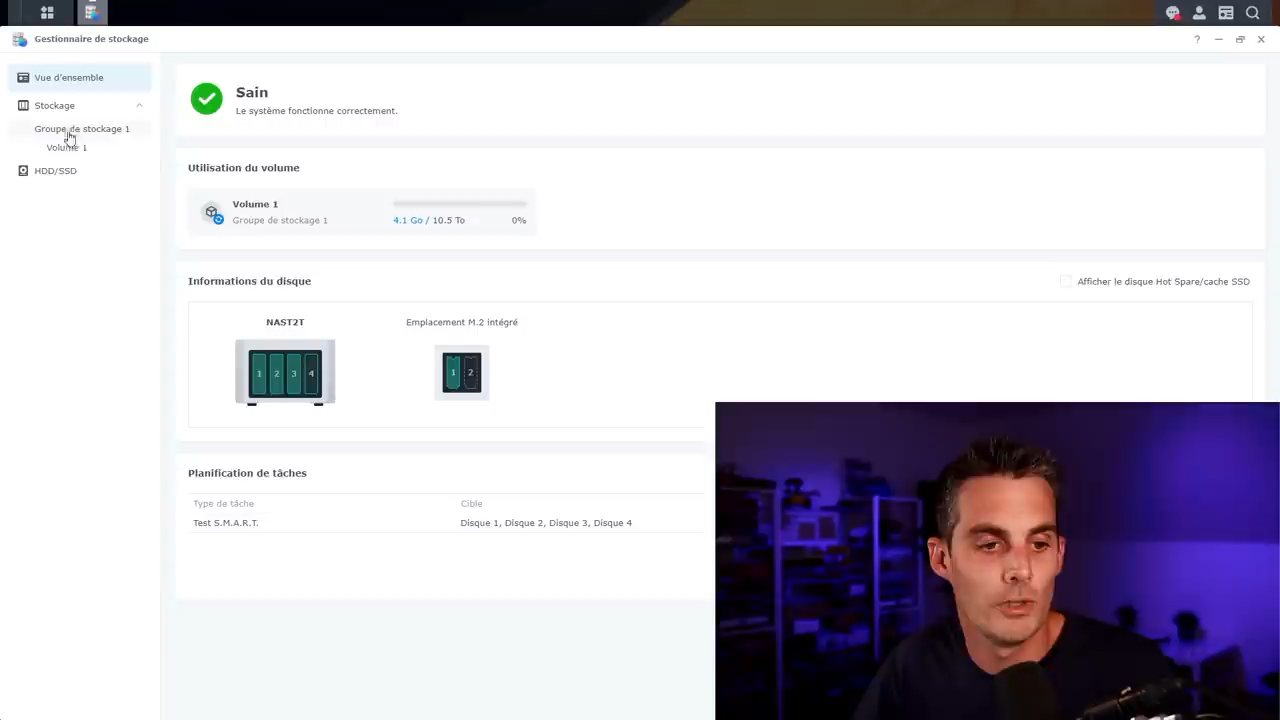 Gestionnaire de stockage
?
Vue d'ensemble
Stockage
Groupe de stockage 1
Volume 1
HDD/SSD
Sain
Le système fonctionne correctement.
Utilisation du volume
Volume 1
Groupe de stockage 1
4.1 Go / 10.5 To
0%
Informations du disque
Afficher le disque Hot Spare/cache SSD
NAST2T
Emplacement M.2 intégré
1 2 3 4
1 2
Planification de tâches
Type de tâche
Cible
Test S.M.A.R.T.
Disque 1, Disque 2, Disque 3, Disque 4